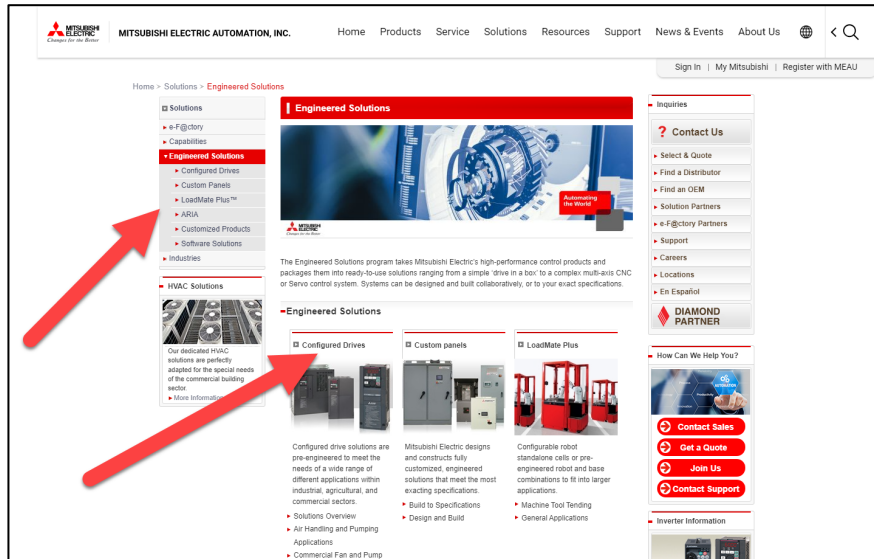 MITSUBISHI
ELECTRIC
Changes for the Better
MITSUBISHI ELECTRIC AUTOMATION, INC.
Home Products Service Solutions Resources Support News & Events About Us
Sign In | My Mitsubishi | Register with MEAU
Home > Solutions > Engineered Solutions
Solutions
e-F@ctory
Capabilities
Engineered Solutions
Configured Drives
Custom Panels
LoadMate Plus™
ARIA
Customized Products
Software Solutions
Industries
HVAC Solutions
Our dedicated HVAC
solutions are perfectly
adapted for the special needs
of the commercial building
sector.
More Information
Engineered Solutions
Automating
the World
MITSUBISHI
ELECTRIC
Changes for the Better
The Engineered Solutions program takes Mitsubishi Electric's high-performance control products and
packages them into ready-to-use solutions ranging from a simple 'drive in a box' to a complex multi-axis CNC
or Servo control system. Systems can be designed and built collaboratively, or to your exact specifications.
Engineered Solutions
Configured Drives
Configured drive solutions are
pre-engineered to meet the
needs of a wide range of
different applications within
industrial, agricultural, and
commercial sectors.
Solutions Overview
Air Handling and Pumping
Applications
Commercial Fan and Pump
Custom panels
Mitsubishi Electric designs
and constructs fully
customized, engineered
solutions that meet the most
exacting specifications.
Build to Specifications
Design and Build
LoadMate Plus
Configurable robot
standalone cells or pre-
engineered robot and base
combinations to fit into larger
applications.
Machine Tool Tending
General Applications
Inquiries
? Contact Us
Select & Quote
Find a Distributor
Find an OEM
Solution Partners
e-F@ctory Partners
Support
Careers
Locations
En Español
DIAMOND
PARTNER
How Can We Help You?
AUTOMATION
Productivity
Contact Sales
Get a Quote
Join Us
Contact Support
Inverter Information